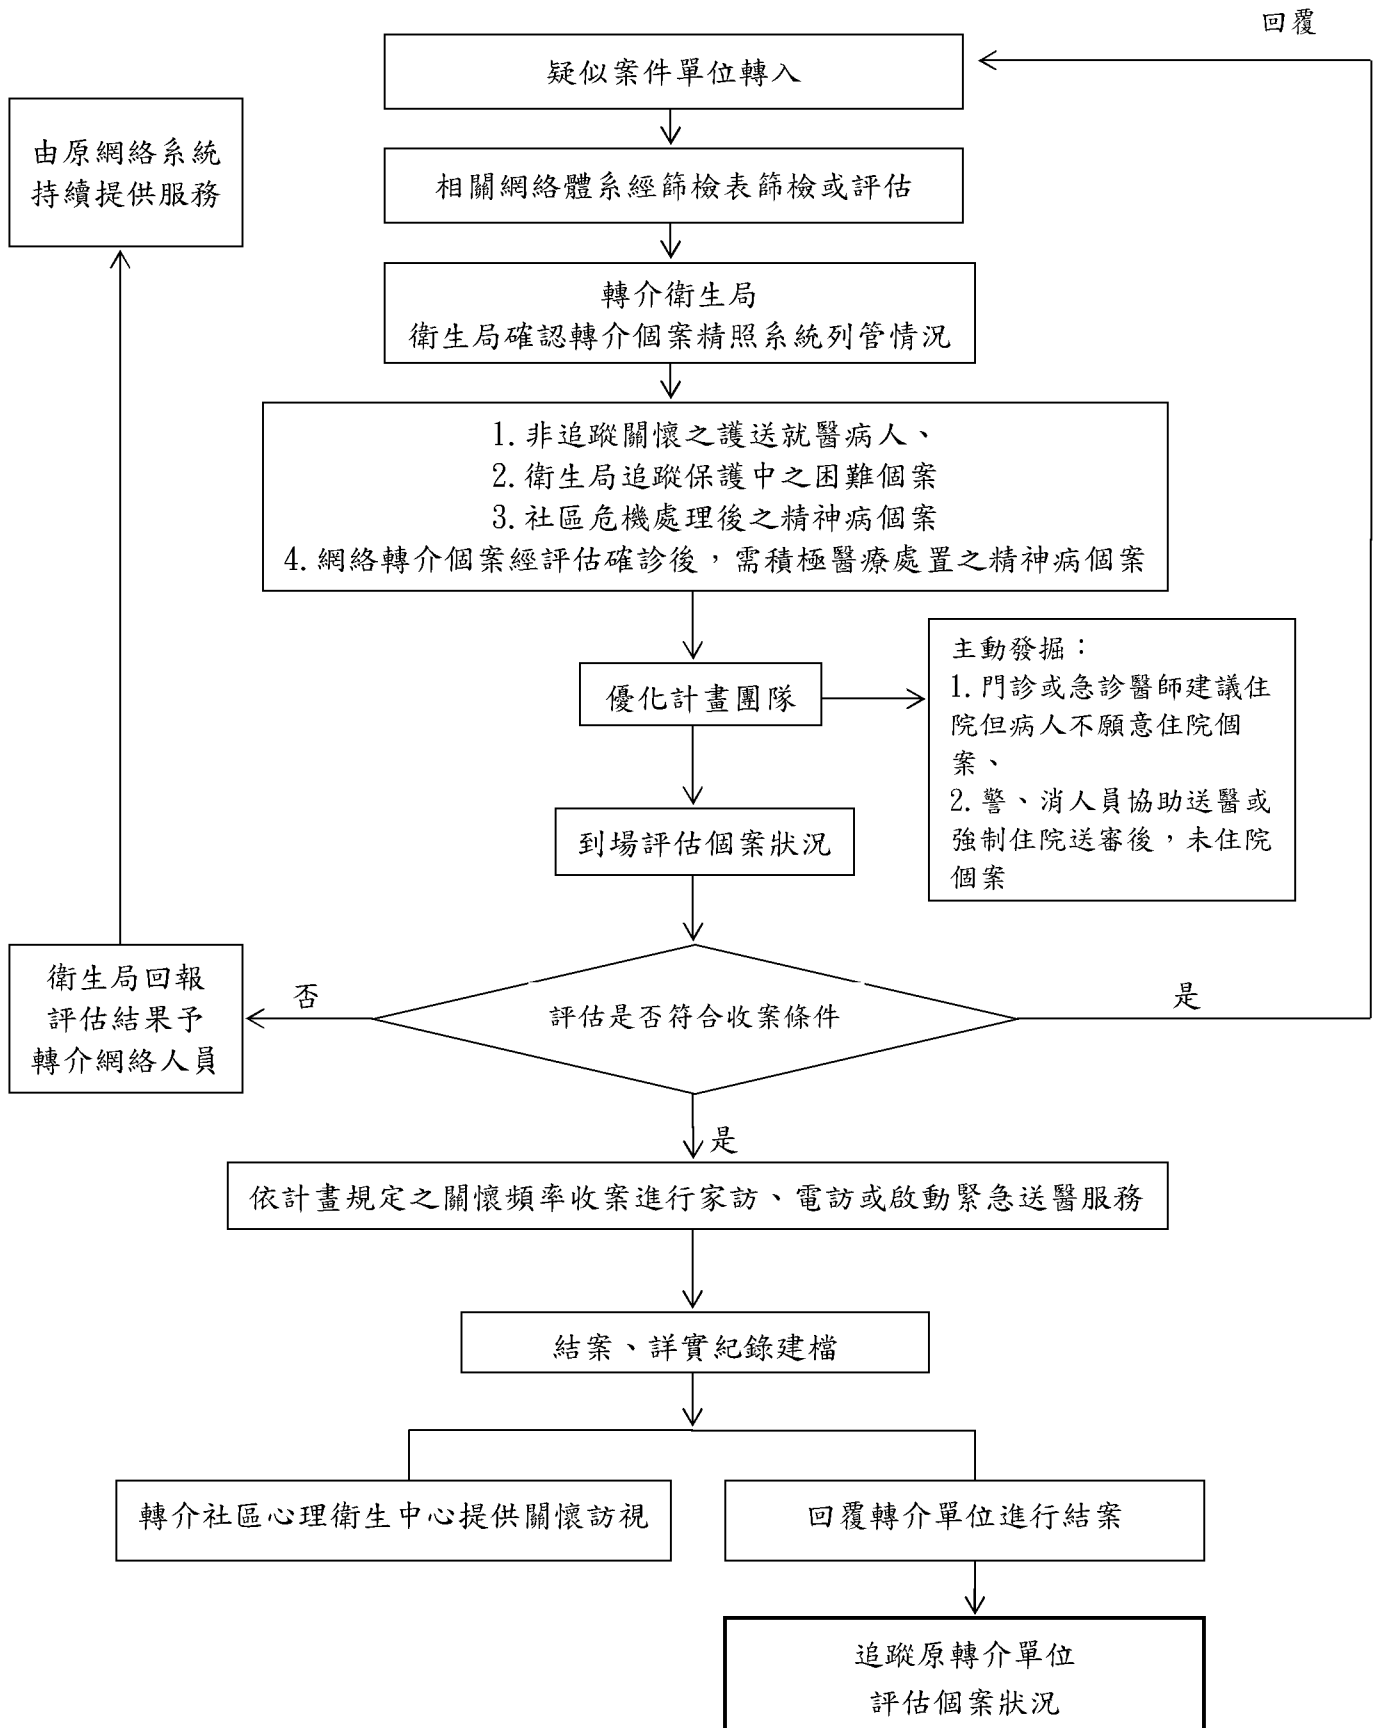 回覆
疑似案件單位轉入
由原網絡系統
持續提供服務
相關網絡體系經篩檢表篩檢或評估
轉介衛生局
衛生局確認轉介個案精照系統列管情況
1.非追蹤關懷之護送就醫病人、
2.衛生局追蹤保護中之困難個案
3.社區危機處理後之精神病個案
4.網絡轉介個案經評估確診後，需積極醫療處置之精神病個案
優化計畫團隊
主動發掘：
1.門診或急診醫師建議住
院但病人不願意住院個
案、
2.警、消人員協助送醫或
強制住院送審後，未住院
個案
到場評估個案狀況
衛生局回報
評估結果予
轉介網絡人員
否
評估是否符合收案條件
是
是
依計畫規定之關懷頻率收案進行家訪、電訪或啟動緊急送醫服務
結案、詳實紀錄建檔
轉介社區心理衛生中心提供關懷訪視
回覆轉介單位進行結案
追蹤原轉介單位
評估個案狀況